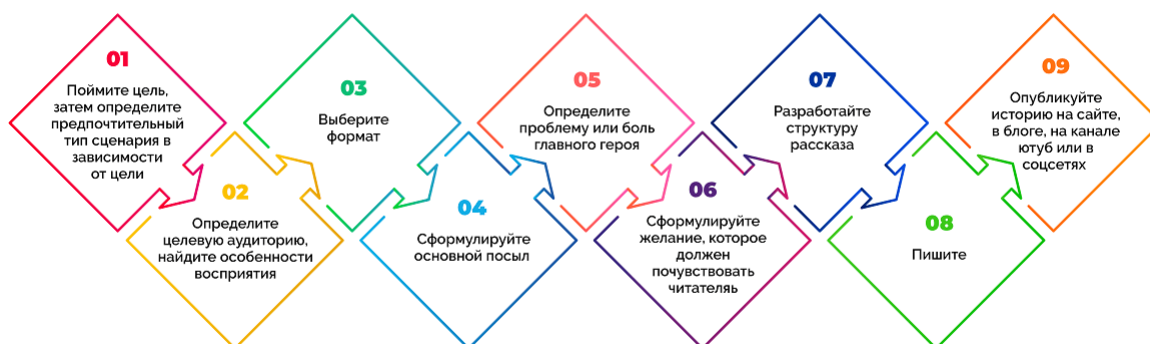 01
Поймите цель,
затем определите
предпочтительный
тип сценария в
зависимости
от цели
02
Определите
целевую аудиторию,
найдите особенности
восприятия
03
Выберите
формат
04
Сформулируйте
основной посыл
05
Определите
проблему или боль
главного героя
06
Сформулируйте
желание, которое
должен
почувствовать
читателяь
07
Разработайте
структуру
рассказа
08
Пишите
09
Опубликуйте
историю на сайте,
в блоге, на канале
ютуб или в
соцсетях